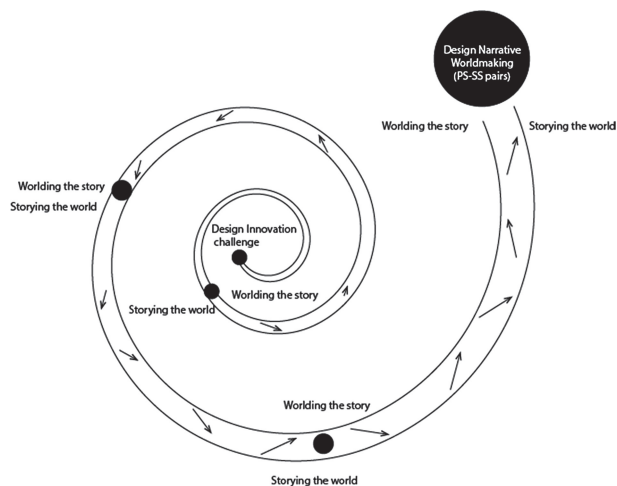 Design Narrative
Worldmaking
(PS-SS pairs)
Worlding the story
Storying the world
Worlding the story
Storying the world
Design Innovation
challenge
Worlding the story
Storying the world
Worlding the story
Storying the world